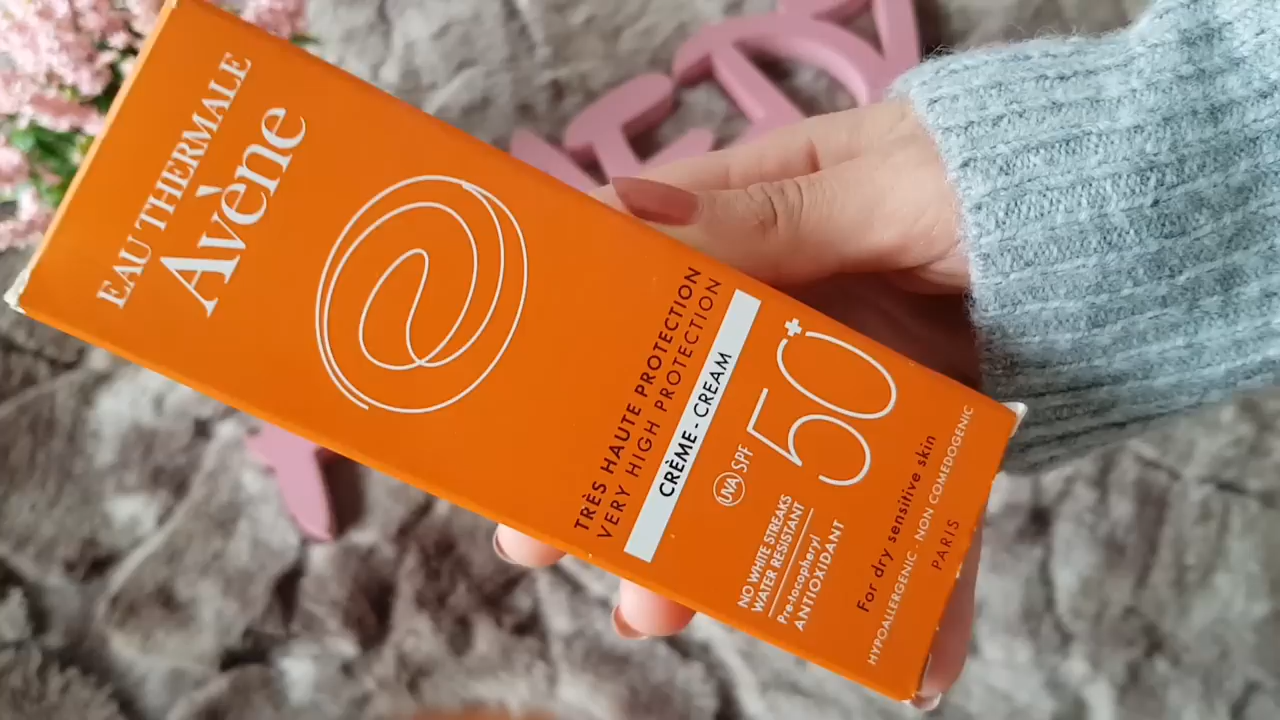 EAU THERMALE
Avène
TRÈS HAUTE PROTECTION
VERY HIGH PROTECTION
CRÈME - CREAM
UVA SPF 50+
NO WHITE STREAKS
WATER RESISTANT
Pre-tocopheryl
ANTIOXIDANT
For dry sensitive skin
HYPOALLERGENIC . NON COMEDOGENIC
PARIS